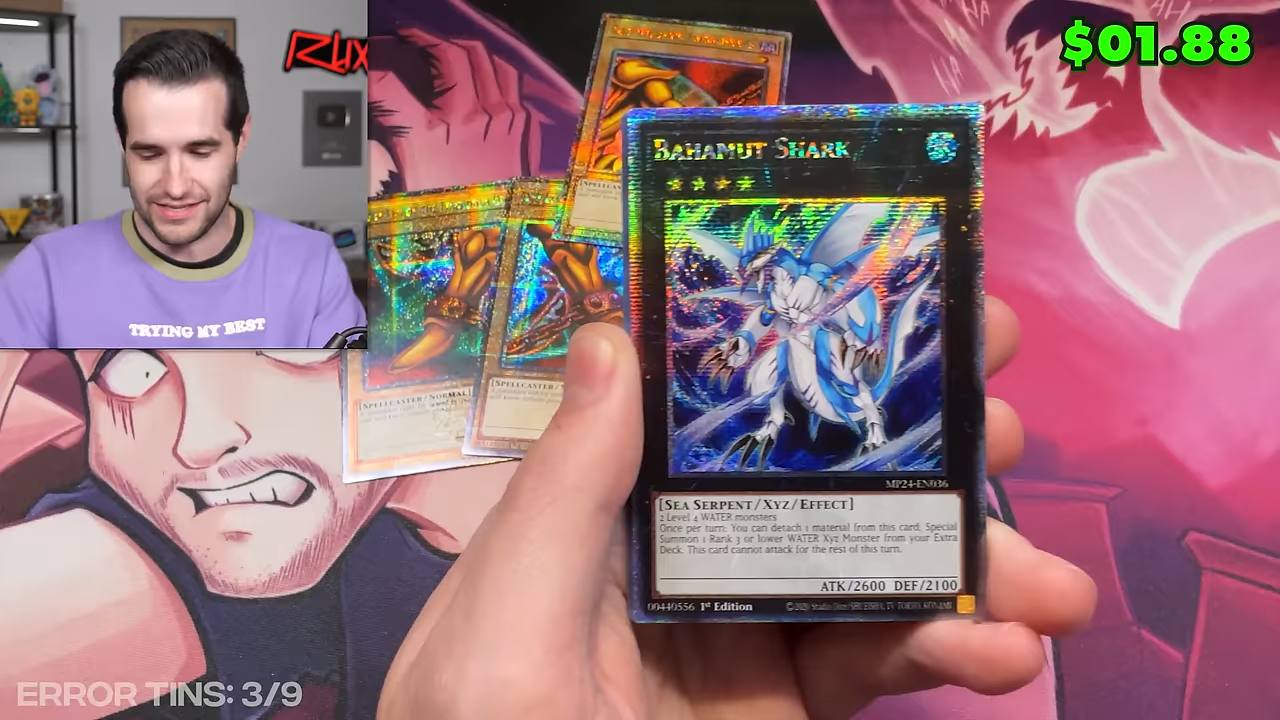 $01.88
TRYING MY BEST
BAHAMUT SHARK
MP24-EN036
[SEA SERPENT/XYZ/EFFECT]
2 Level 4 WATER monsters
Once per turn: You can detach 1 material from this card; Special
Summon 1 Rank 3 or lower WATER Xyz Monster from your Extra
Deck. This card cannot attack for the rest of this turn.
ATK/2600 DEF/2100
00440556 1st Edition
[SPELLCASTER/NORMAL]
[SPELLCASTER/
[SPELLCAS
ERROR TINS: 3/9